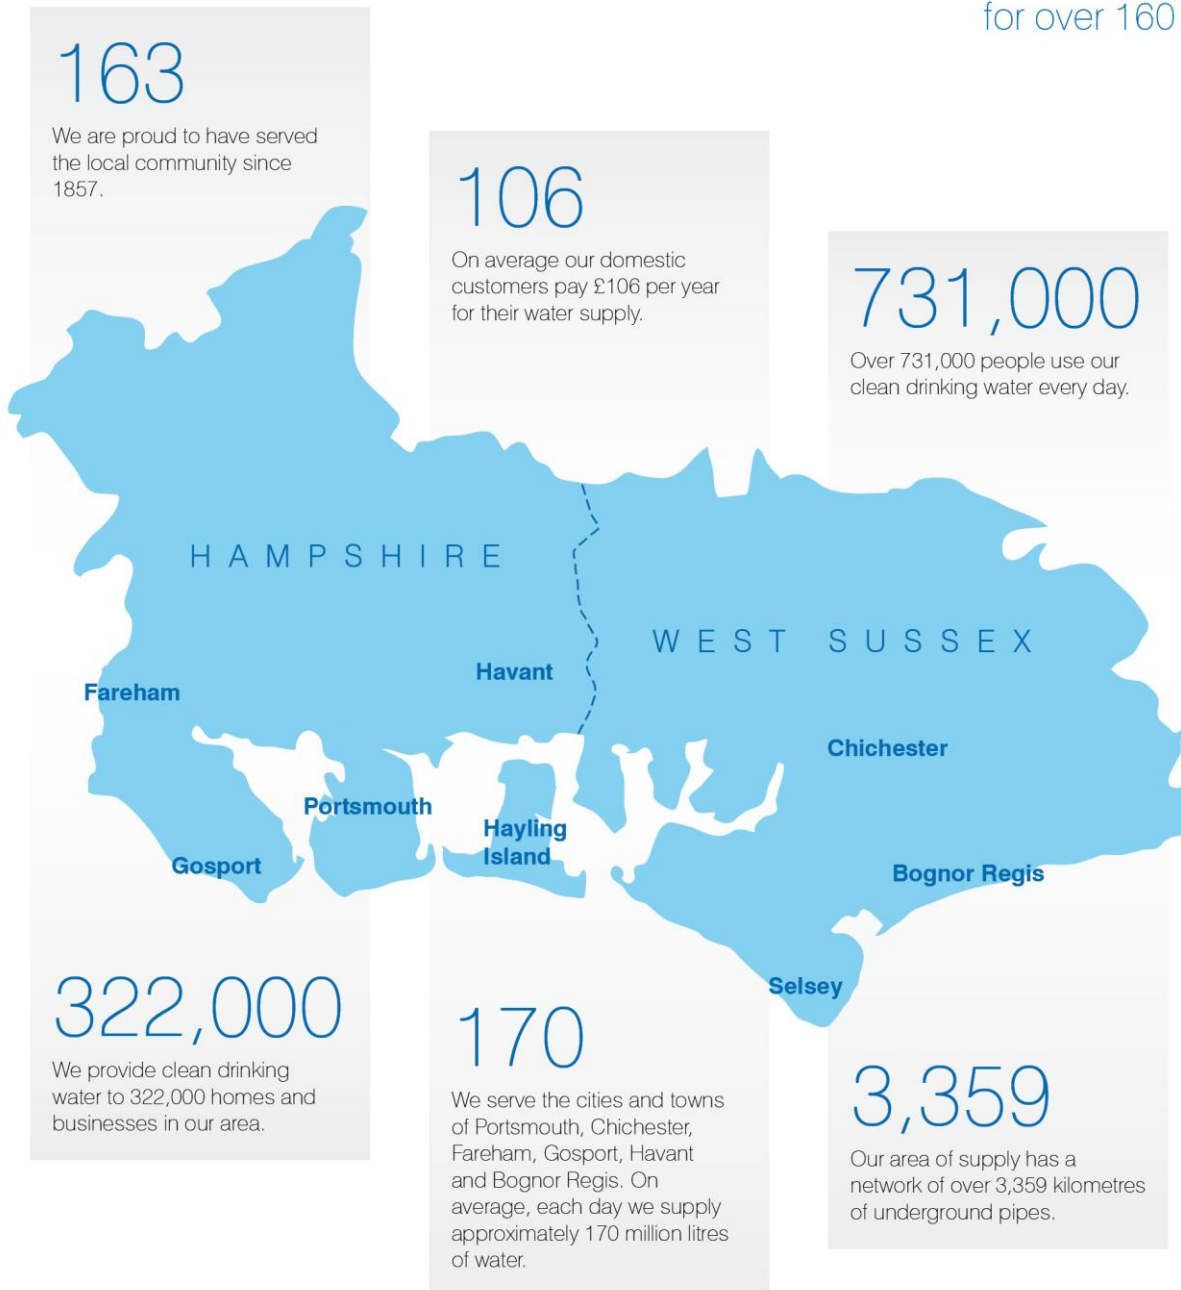 for over 160
163
We are proud to have served
the local community since
1857.
106
On average our domestic
customers pay £106 per year
for their water supply.
731,000
Over 731,000 people use our
clean drinking water every day.
HAMPSHIRE
WEST SUSSEX
Havant
Fareham
Chichester
Portsmouth
Hayling
Island
Gosport
Bognor Regis
Selsey
322,000
We provide clean drinking
water to 322,000 homes and
businesses in our area.
170
We serve the cities and towns
of Portsmouth, Chichester,
Fareham, Gosport, Havant
and Bognor Regis. On
average, each day we supply
approximately 170 million litres
of water.
3,359
Our area of supply has a
network of over 3,359 kilometres
of underground pipes.